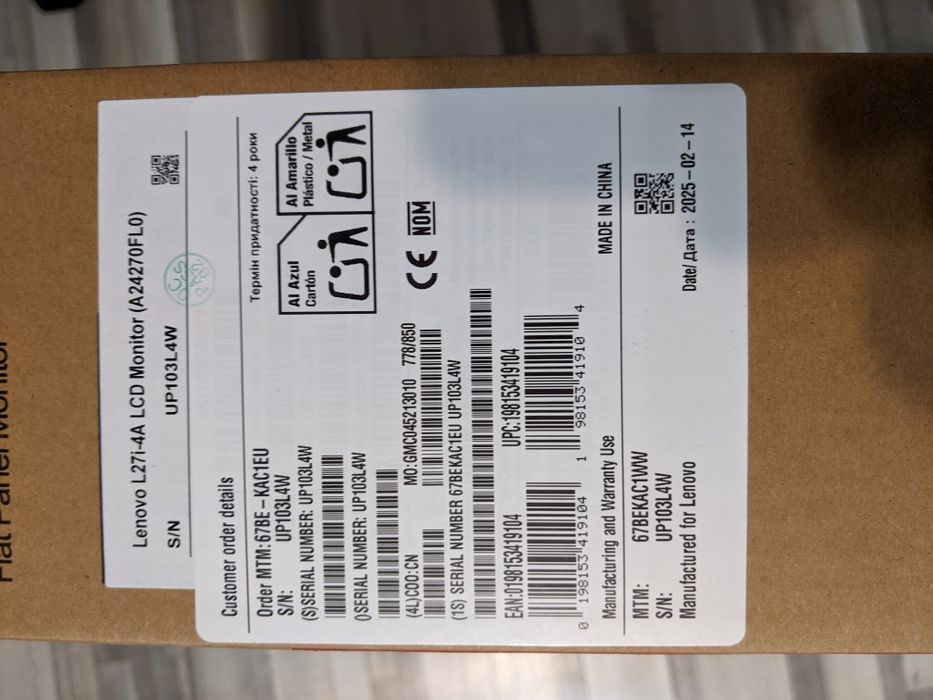 Flat Panel Monitor
Lenovo L27i-4A LCD Monitor (A24270FL0)
S/N UP103L4W
Customer order details
Order MTM: 67BE – KAC1EU
S/N: UP103L4W
(S)SERIAL NUMBER: UP103L4W
()SERIAL NUMBER: UP103L4W
(4L)COO:CN
MO:GMC045213010 778/850
(1S) SERIAL NUMBER 67BEKAC1EU UP103L4W
EAN:0198153419104
UPC:198153419104
0 198153 419104
1 98153 41910 4
Термін придатності: 4 роки
Al Azul
Cartón
Al Amarillo
Plástico / Metal
CE NOM
MADE IN CHINA
Manufacturing and Warranty Use
MTM: 67BEKAC1WW
S/N: UP103L4W
Manufactured for Lenovo
Date/Дата : 2025–02–14